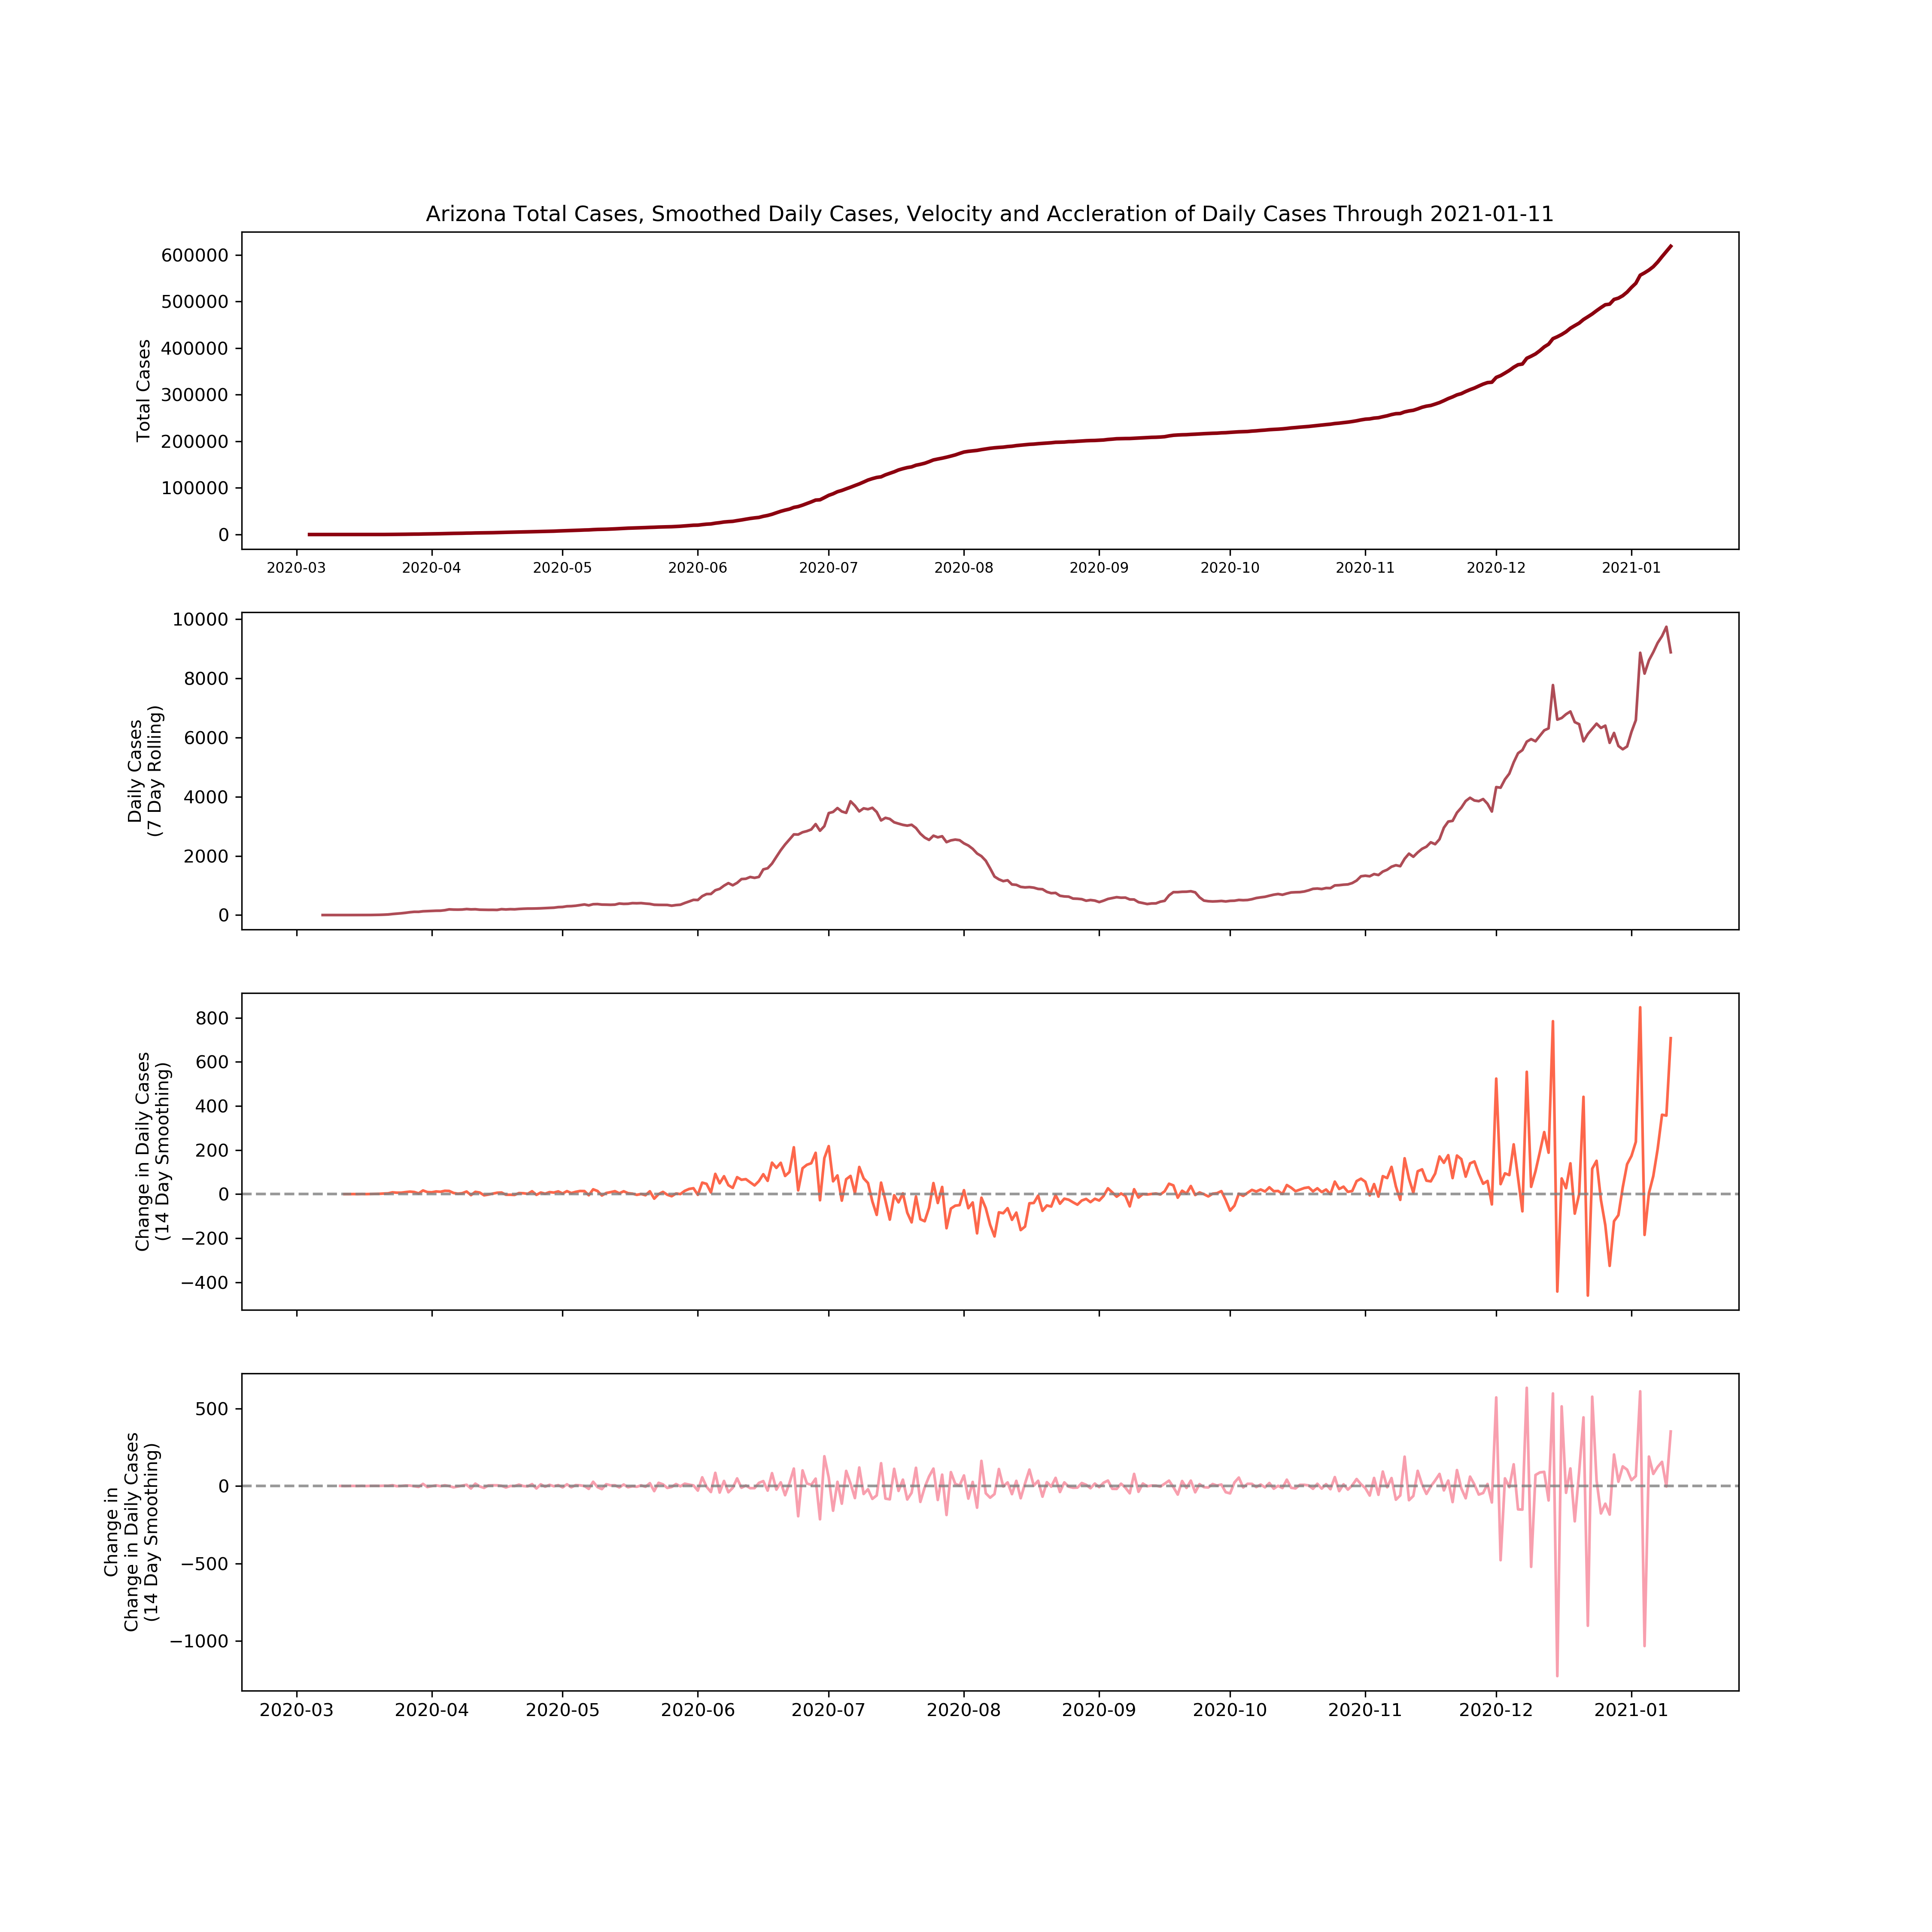 Arizona Total Cases, Smoothed Daily Cases, Velocity and Accleration of Daily Cases Through 2021-01-11
Total Cases
600000
500000
400000
300000
200000
100000
0
2020-03 2020-04 2020-05 2020-06 2020-07 2020-08 2020-09 2020-10 2020-11 2020-12 2021-01
Daily Cases
(7 Day Rolling)
10000
8000
6000
4000
2000
0
Change in Daily Cases
(14 Day Smoothing)
800
600
400
200
0
−200
−400
Change in
Change in Daily Cases
(14 Day Smoothing)
500
0
−500
−1000
2020-03 2020-04 2020-05 2020-06 2020-07 2020-08 2020-09 2020-10 2020-11 2020-12 2021-01